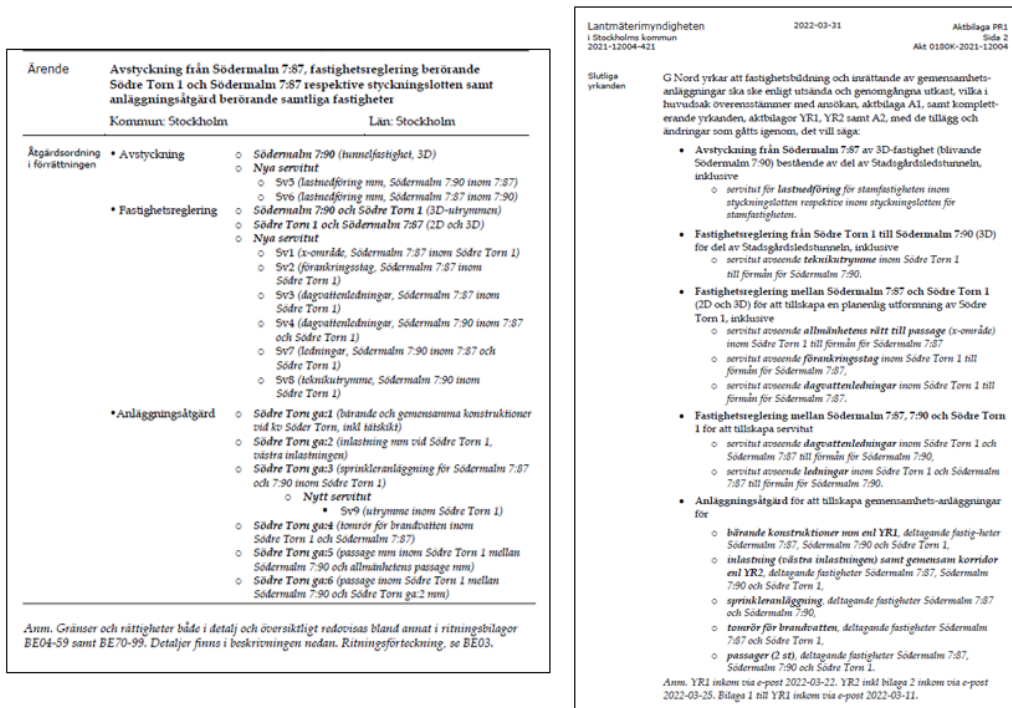 Ärende
Avstyckning från Södermalm 7:87, fastighetsreglering berörande
Södre Torn 1 och Södermalm 7:87 respektive styckningslotten samt
anläggningsåtgärd berörande samtliga fastigheter
Kommun: Stockholm Län: Stockholm
Åtgärdsordning
i förrättningen
• Avstyckning
o Södermalm 7:90 (tunnelfastighet, 3D)
o Nya servitut
o Sv5 (lastnedföring mm, Södermalm 7:90 inom 7:87)
o Sv6 (lastnedföring mm, Södermalm 7:87 inom 7:90)
• Fastighetsreglering
o Södermalm 7:90 och Södre Torn 1 (3D-utrymmen)
o Södre Torn 1 och Södermalm 7:87 (2D och 3D)
o Nya servitut
o Sv1 (x-område, Södermalm 7:87 inom Södre Torn 1)
o Sv2 (förankringsstag, Södermalm 7:87 inom
Södre Torn 1)
o Sv3 (dagvattenledningar, Södermalm 7:87 inom
Södre Torn 1)
o Sv4 (dagvattenledningar, Södermalm 7:90 inom 7:87
och Södre Torn 1)
o Sv7 (ledningar, Södermalm 7:90 inom 7:87 och
Södre Torn 1)
o Sv8 (teknikutrymme, Södermalm 7:90 inom
Södre Torn 1)
•Anläggningsåtgärd
o Södre Torn ga:1 (bärande och gemensamma konstruktioner
vid kv Söder Torn, inkl tätskikt)
o Södre Torn ga:2 (inlastning mm vid Södre Torn 1,
västra inlastningen)
o Södre Torn ga:3 (sprinkleranläggning för Södermalm 7:87
och 7:90 inom Södre Torn 1)
o Nytt servitut
▪ Sv9 (utrymme inom Södre Torn 1)
o Södre Torn ga:4 (tomrör för brandvatten inom
Södre Torn 1 och Södermalm 7:87)
o Södre Torn ga:5 (passage mm inom Södre Torn 1 mellan
Södermalm 7:90 och allmänhetens passage mm)
o Södre Torn ga:6 (passage inom Södre Torn 1 mellan
Södermalm 7:90 och Södre Torn ga:2 mm)
Anm. Gränser och rättigheter både i detalj och översiktligt redovisas bland annat i ritningsbilagor
BE04-59 samt BE70-99. Detaljer finns i beskrivningen nedan. Ritningsförteckning, se BE03.
Lantmäterimyndigheten 2022-03-31 Aktbilaga PR1
i Stockholms kommun Sida 2
2021-12004-421 Akt 0180K-2021-12004
Slutliga
yrkanden
G Nord yrkar att fastighetsbildning och inrättande av gemensamhets-
anläggningar ska ske enligt utsända och genomgångna utkast, vilka i
huvudsak överensstämmer med ansökan, aktbilaga A1, samt komplett-
erande yrkanden, aktbilagor YR1, YR2 samt A2, med de tillägg och
ändringar som gåtts igenom, det vill säga:
• Avstyckning från Södermalm 7:87 av 3D-fastighet (blivande
Södermalm 7:90) bestående av del av Stadsgårdsledstunneln,
inklusive
o servitut för lastnedföring för stamfastigheten inom
styckningslotten respektive inom styckningslotten för
stamfastigheten.
• Fastighetsreglering från Södre Torn 1 till Södermalm 7:90 (3D)
för del av Stadsgårdsledstunneln, inklusive
o servitut avseende teknikutrymme inom Södre Torn 1
till förmån för Södermalm 7:90.
• Fastighetsreglering mellan Södermalm 7:87 och Södre Torn 1
(2D och 3D) för att tillskapa en planenlig utformning av Södre
Torn 1, inklusive
o servitut avseende allmänhetens rätt till passage (x-område)
inom Södre Torn 1 till förmån för Södermalm 7:87
o servitut avseende förankringsstag inom Södre Torn 1 till
förmån för Södermalm 7:87,
o servitut avseende dagvattenledningar inom Södre Torn 1 till
förmån för Södermalm 7:87.
• Fastighetsreglering mellan Södermalm 7:87, 7:90 och Södre Torn
1 för att tillskapa servitut
o servitut avseende dagvattenledningar inom Södre Torn 1 och
Södermalm 7:87 till förmån för Södermalm 7:90,
o servitut avseende ledningar inom Södre Torn 1 och Södermalm
7:87 till förmån för Södermalm 7:90.
• Anläggningsåtgärd för att tillskapa gemensamhets-anläggningar
för
o bärande konstruktioner mm enl YR1, deltagande fastig-heter
Södermalm 7:87, Södermalm 7:90 och Södre Torn 1,
o inlastning (västra inlastningen) samt gemensam korridor
enl YR2, deltagande fastigheter Södermalm 7:87, Södermalm
7:90 och Södre Torn 1,
o sprinkleranläggning, deltagande fastigheter Södermalm 7:87
och Södermalm 7:90,
o tomrör för brandvatten, deltagande fastigheter Södermalm
7:87 och Södre Torn 1,
o passager (2 st), deltagande fastigheter Södermalm 7:87,
Södermalm 7:90 och Södre Torn 1.
Anm. YR1 inkom via e-post 2022-03-22. YR2 inkl bilaga 2 inkom via e-post
2022-03-25. Bilaga 1 till YR1 inkom via e-post 2022-03-11.